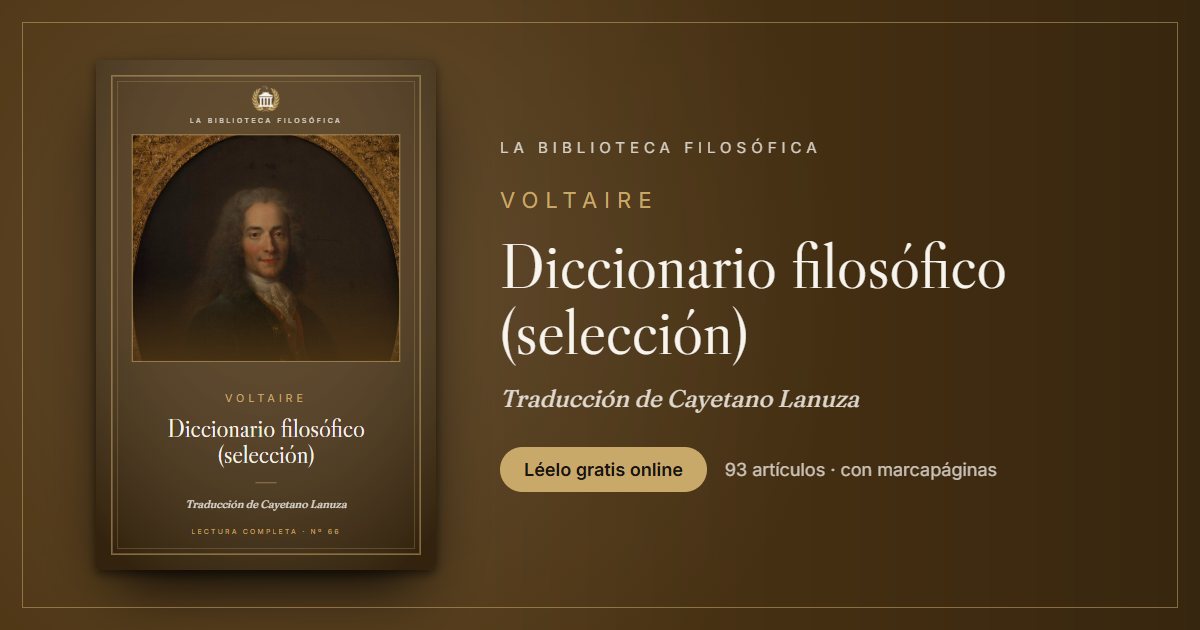 LA BIBLIOTECA FILOSÓFICA
VOLTAIRE
Diccionario filosófico
(selección)
Traducción de Cayetano Lanuza
LECTURA COMPLETA · Nº 66
LA BIBLIOTECA FILOSÓFICA
VOLTAIRE
Diccionario filosófico
(selección)
Traducción de Cayetano Lanuza
Léelo gratis online
93 artículos · con marcapáginas